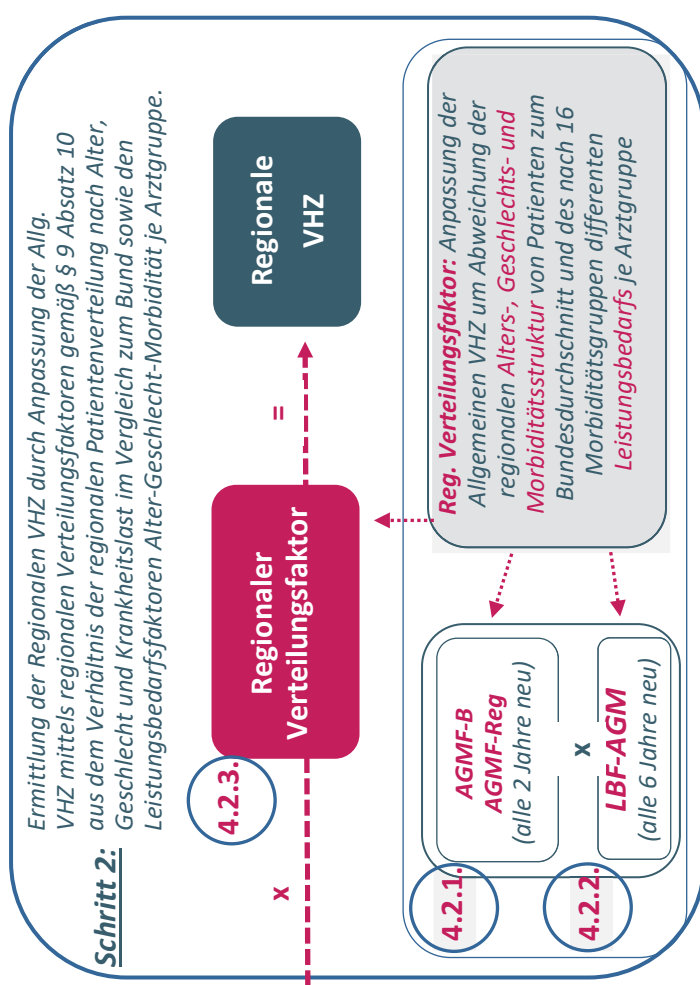 Schritt 2:
Ermittlung der Regionalen VHZ durch Anpassung der Allg.
VHZ mittels regionalen Verteilungsfaktoren gemäß § 9 Absatz 10
aus dem Verhältnis der regionalen Patientenverteilung nach Alter,
Geschlecht und Krankheitslast im Vergleich zum Bund sowie den
Leistungsbedarfsfaktoren Alter-Geschlecht-Morbidität je Arztgruppe.
x
4.2.3.
Regionaler
Verteilungsfaktor
=
Regionale
VHZ
4.2.1.
AGMF-B
AGMF-Reg
(alle 2 Jahre neu)
x
4.2.2.
LBF-AGM
(alle 6 Jahre neu)
Reg. Verteilungsfaktor: Anpassung der
Allgemeinen VHZ um Abweichung der
regionalen Alters-, Geschlechts- und
Morbiditätsstruktur von Patienten zum
Bundesdurchschnitt und des nach 16
Morbiditätsgruppen differenten
Leistungsbedarfs je Arztgruppe